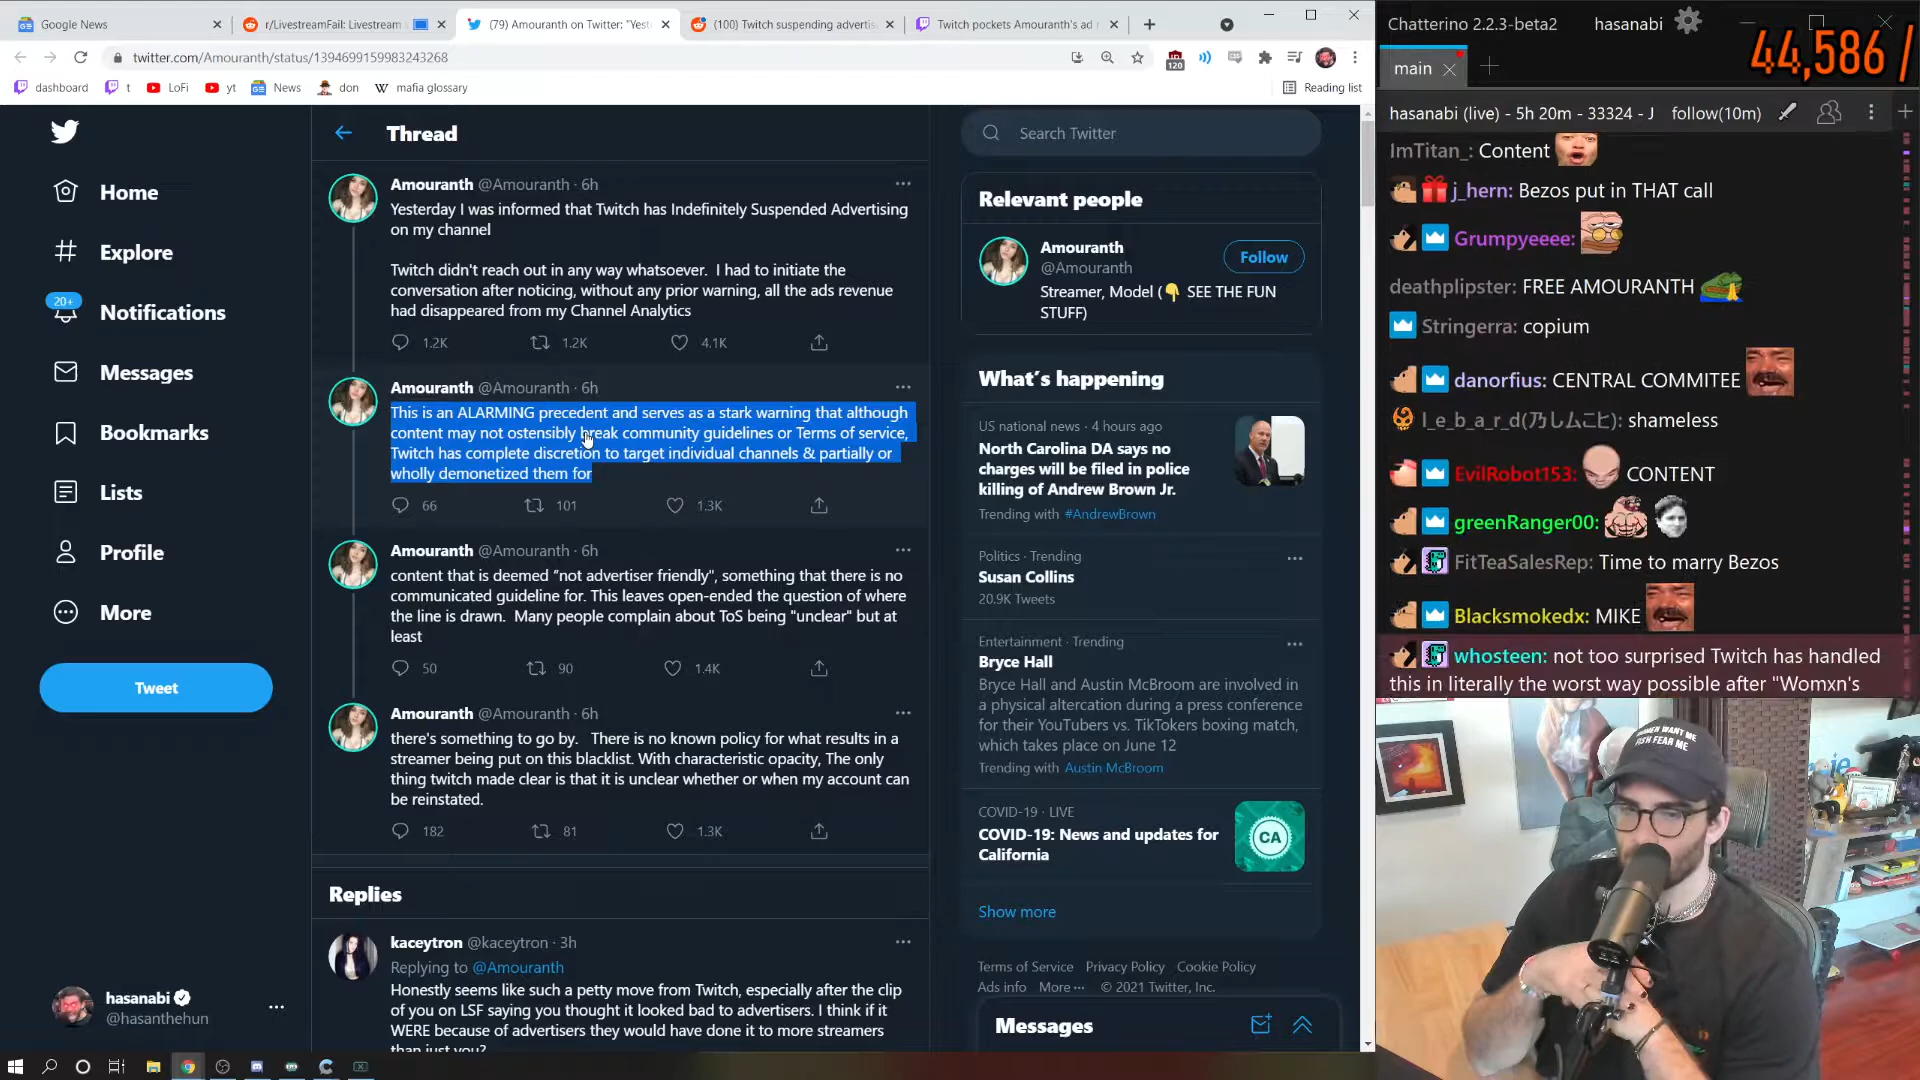 Google News
r/LivestreamFail: Livestream
(79) Amouranth on Twitter: "Yest
(100) Twitch suspending advertis
Twitch pockets Amouranth's ad
twitter.com/Amouranth/status/1394699159983243268
120
dashboard
t
LoFi
yt
News
don
mafia glossary
Reading list
Home
Explore
20+
Notifications
Messages
Bookmarks
Lists
Profile
More
Tweet
hasanabi
@hasanthehun
Thread
Amouranth @Amouranth · 6h
Yesterday I was informed that Twitch has Indefinitely Suspended Advertising
on my channel
Twitch didn't reach out in any way whatsoever.  I had to initiate the
conversation after noticing, without any prior warning, all the ads revenue
had disappeared from my Channel Analytics
1.2K 1.2K 4.1K
Amouranth @Amouranth · 6h
This is an ALARMING precedent and serves as a stark warning that although
content may not ostensibly break community guidelines or Terms of service,
Twitch has complete discretion to target individual channels & partially or
wholly demonetized them for
66 101 1.3K
Amouranth @Amouranth · 6h
content that is deemed “not advertiser friendly”, something that there is no
communicated guideline for. This leaves open-ended the question of where
the line is drawn.  Many people complain about ToS being "unclear" but at
least
50 90 1.4K
Amouranth @Amouranth · 6h
there's something to go by.   There is no known policy for what results in a
streamer being put on this blacklist. With characteristic opacity, The only
thing twitch made clear is that it is unclear whether or when my account can
be reinstated.
182 81 1.3K
Replies
kaceytron @kaceytron · 3h
Replying to @Amouranth
Honestly seems like such a petty move from Twitch, especially after the clip
of you on LSF saying you thought it looked bad to advertisers. I think if it
WERE because of advertisers they would have done it to more streamers
than just you?
Search Twitter
Relevant people
Amouranth
@Amouranth
Follow
Streamer, Model (👇 SEE THE FUN
STUFF)
What's happening
US national news · 4 hours ago
North Carolina DA says no
charges will be filed in police
killing of Andrew Brown Jr.
Trending with #AndrewBrown
Politics · Trending
Susan Collins
20.9K Tweets
Entertainment · Trending
Bryce Hall
Bryce Hall and Austin McBroom are involved in
a physical altercation during a press conference
for their YouTubers vs. TikTokers boxing match,
which takes place on June 12
Trending with Austin McBroom
COVID-19 · LIVE
COVID-19: News and updates for
California
CA
Show more
Terms of Service Privacy Policy Cookie Policy
Ads info More ··· © 2021 Twitter, Inc.
Messages
Chatterino 2.2.3-beta2
hasanabi
44,586 /
main
hasanabi (live) - 5h 20m - 33324 - J
follow(10m)
ImTitan_: Content
j_hern: Bezos put in THAT call
Grumpyeeee:
deathplipster: FREE AMOURANTH
Stringerra: copium
danorfius: CENTRAL COMMITEE
l_e_b_a_r_d(乃しムこヒ): shameless
EvilRobot153: CONTENT
greenRanger00:
FitTeaSalesRep: Time to marry Bezos
Blacksmokedx: MIKE
whosteen: not too surprised Twitch has handled
this in literally the worst way possible after "Womxn's
WOMEN WANT ME
FISH FEAR ME